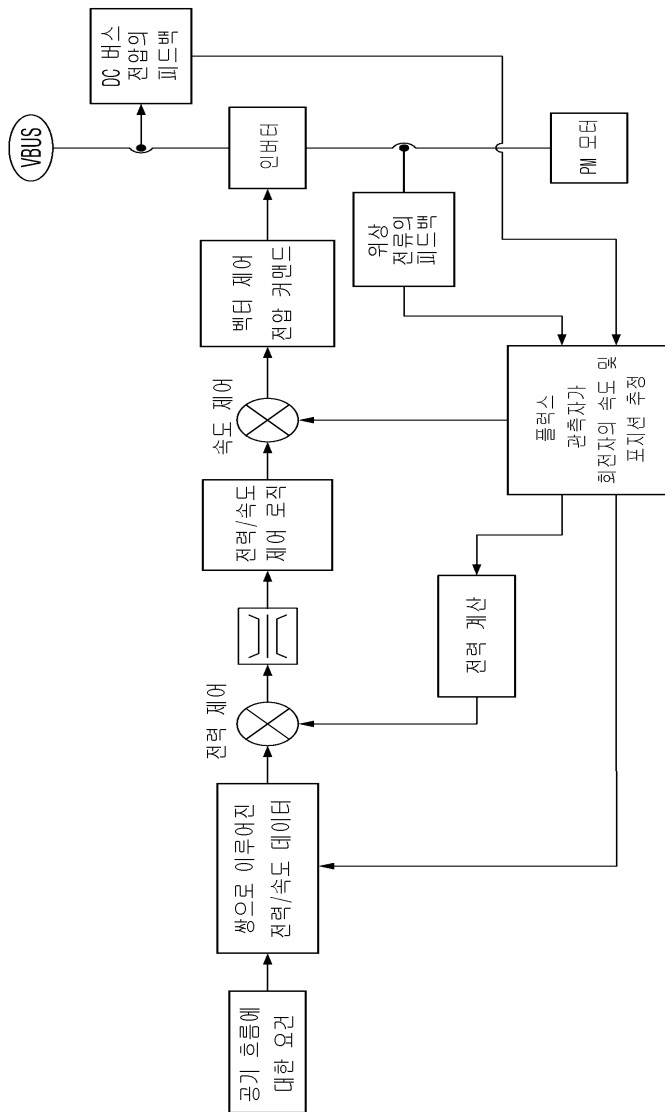 VBUS
DC 버스
전압의
피드백
공기 흐름에
대한 요건
쌍으로 이루어진
전력/속도 데이터
전력 제어
전력/속도
제어 로직
속도 제어
벡터 제어
전압 커맨드
인버터
위상
전류의
피드백
PM 모터
전력 계산
플럭스
관측자가
회전자의 속도 및
포지션 추정